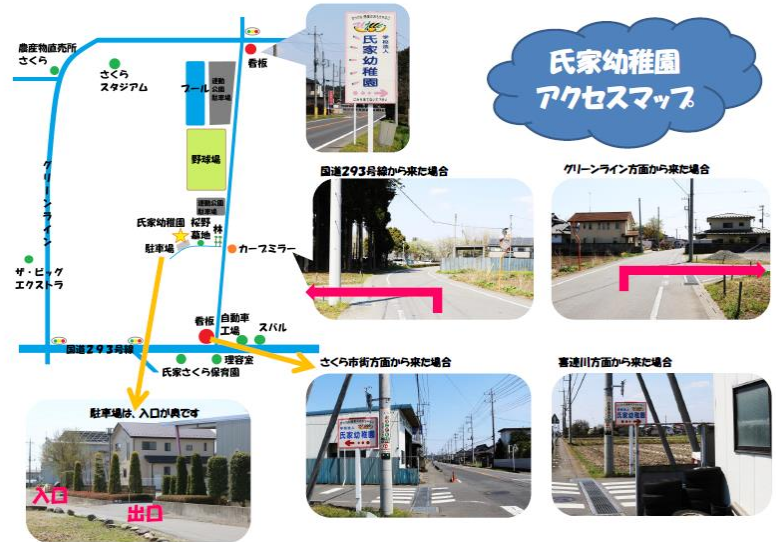 農産物直売所
さくら
さくら
スタジアム
看板
プール
運動
公園
駐車場
学校法人
氏家幼稚園
氏家幼稚園
アクセスマップ
野球場
国道293号線から来た場合
グリーンライン方面から来た場合
グリーンライン
運動公園
駐車場
氏家幼稚園
桜野
墓地
林
駐車場
カーブミラー
ザ・ビッグ
エクストラ
看板
自動車
工場
スバル
国道293号線
理容室
氏家さくら保育園
さくら市街方面から来た場合
喜連川方面から来た場合
駐車場は、入口が奥です
入口
出口
氏家幼稚園
氏家幼稚園